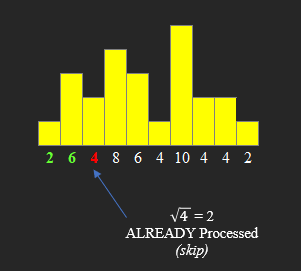 2 6 4 8 6 4 10 4 4 2
√4 = 2
ALREADY Processed
(skip)